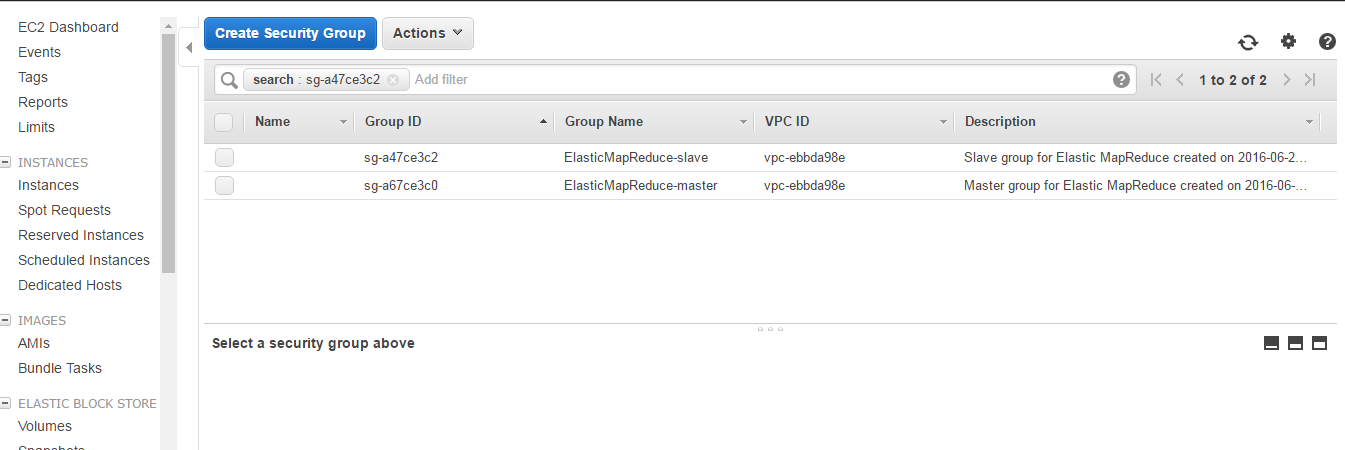 EC2 Dashboard
Events
Tags
Reports
Limits
INSTANCES
Instances
Spot Requests
Reserved Instances
Scheduled Instances
Dedicated Hosts
IMAGES
AMIs
Bundle Tasks
ELASTIC BLOCK STORE
Volumes
Snapshots
Create Security Group Actions
search : sg-a47ce3c2 Add filter 1 to 2 of 2
Name Group ID Group Name VPC ID Description
sg-a47ce3c2 ElasticMapReduce-slave vpc-ebbda98e Slave group for Elastic MapReduce created on 2016-06-2...
sg-a67ce3c0 ElasticMapReduce-master vpc-ebbda98e Master group for Elastic MapReduce created on 2016-06-...
Select a security group above